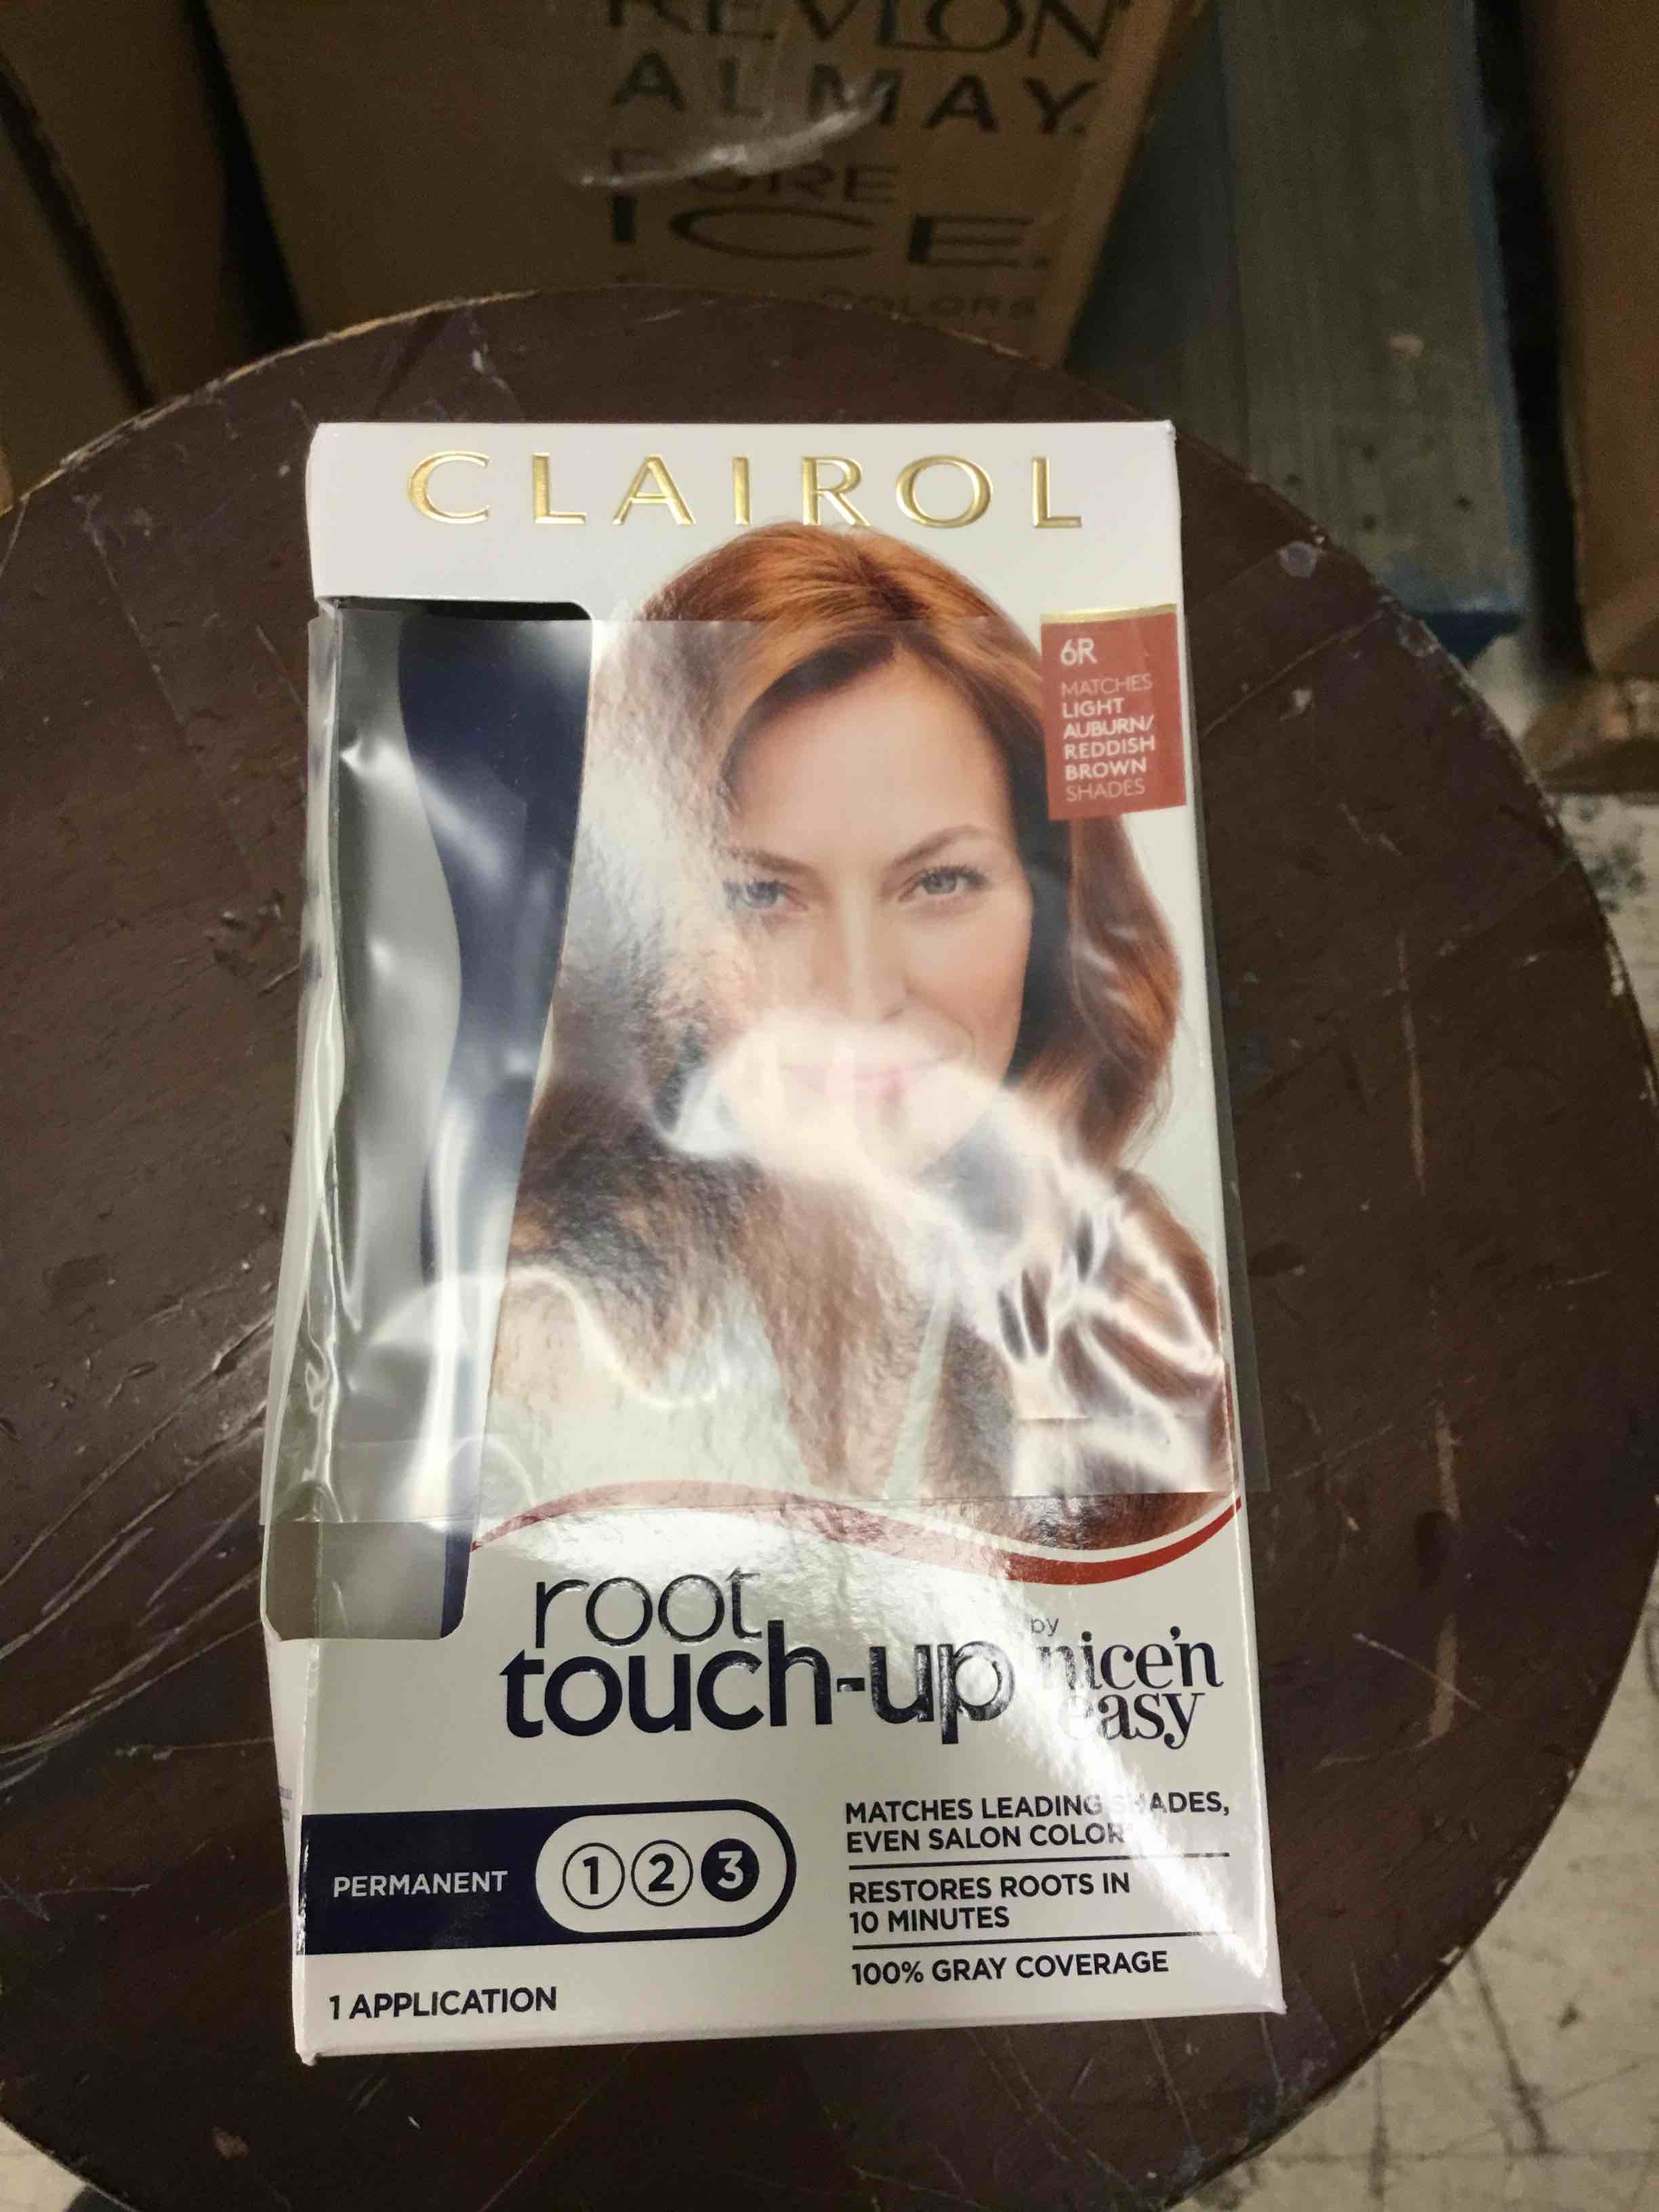 REVLON
ALMAY.
PURE
ICE.
COLORS
CLAIROL
6R
MATCHES
LIGHT
AUBURN/
REDDISH
BROWN
SHADES
root
touch-up
by
nice'n
easy
PERMANENT 1 2 3
1 APPLICATION
MATCHES LEADING SHADES,
EVEN SALON COLOR
RESTORES ROOTS IN
10 MINUTES
100% GRAY COVERAGE